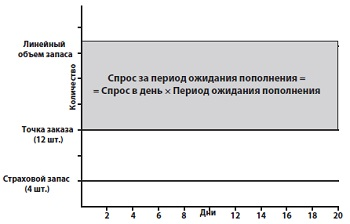 Линейный
объем запаса
Количество
Спрос за период ожидания пополнения =
= Спрос в день × Период ожидания пополнения
Точка заказа
(12 шт.)
Страховой запас
(4 шт.)
2 4 6 8 10 12 14 16 18 20
Дни